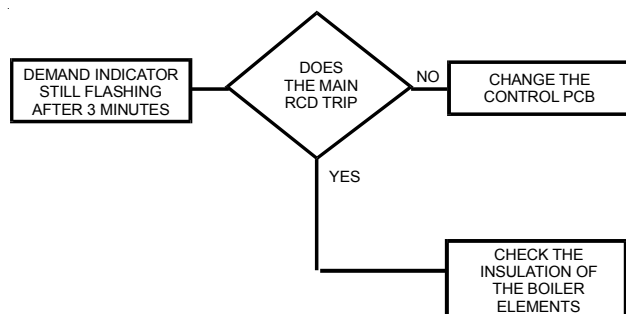 DEMAND INDICATOR
STILL FLASHING
AFTER 3 MINUTES
DOES
THE MAIN
RCD TRIP
NO
CHANGE THE
CONTROL PCB
YES
CHECK THE
INSULATION OF
THE BOILER
ELEMENTS